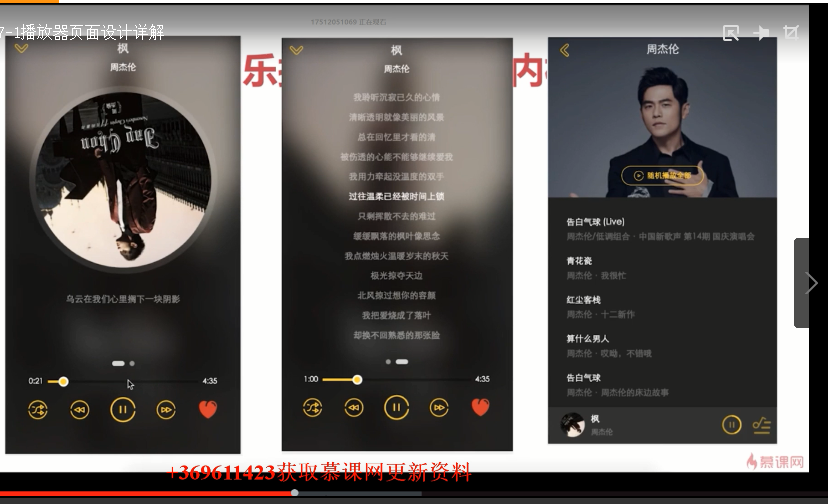 7-1播放器页面设计详解
枫
周杰伦
Jay Chou
乌云在我们心里搁下一块阴影
0:21
4:35
枫
周杰伦
我聆听沉寂已久的心情
清晰透明就像美丽的风景
总在回忆里才看的清
被伤透的心能不能够继续爱我
我用力牵起没温度的双手
过往温柔已经被时间上锁
只剩挥散不去的难过
缓缓飘落的枫叶像思念
我点燃烛火温暖岁末的秋天
极光掠夺天边
北风掠过想你的容颜
我把爱烧成了落叶
却换不回熟悉的那张脸
1:00
4:35
周杰伦
随机播放全部
告白气球 (Live)
周杰伦/低调组合 · 中国新歌声 第14期 国庆演唱会
青花瓷
周杰伦 · 我很忙
红尘客栈
周杰伦 · 十二新作
算什么男人
周杰伦 · 哎呦，不错哦
告白气球
周杰伦 · 周杰伦的床边故事
枫
周杰伦
慕课网
+369611423获取慕课网更新资料